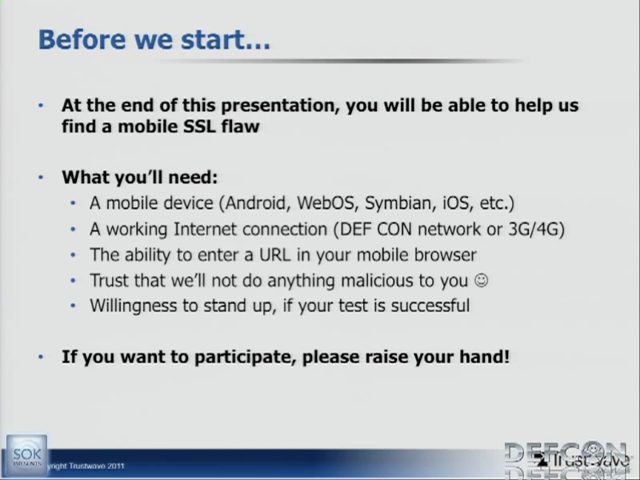 Before we start...
• At the end of this presentation, you will be able to help us
find a mobile SSL flaw
• What you'll need:
• A mobile device (Android, WebOS, Symbian, iOS, etc.)
• A working Internet connection (DEF CON network or 3G/4G)
• The ability to enter a URL in your mobile browser
• Trust that we'll not do anything malicious to you ☺
• Willingness to stand up, if your test is successful
• If you want to participate, please raise your hand!
SOK
Trustwave 2011
DEFCON
Trustwave